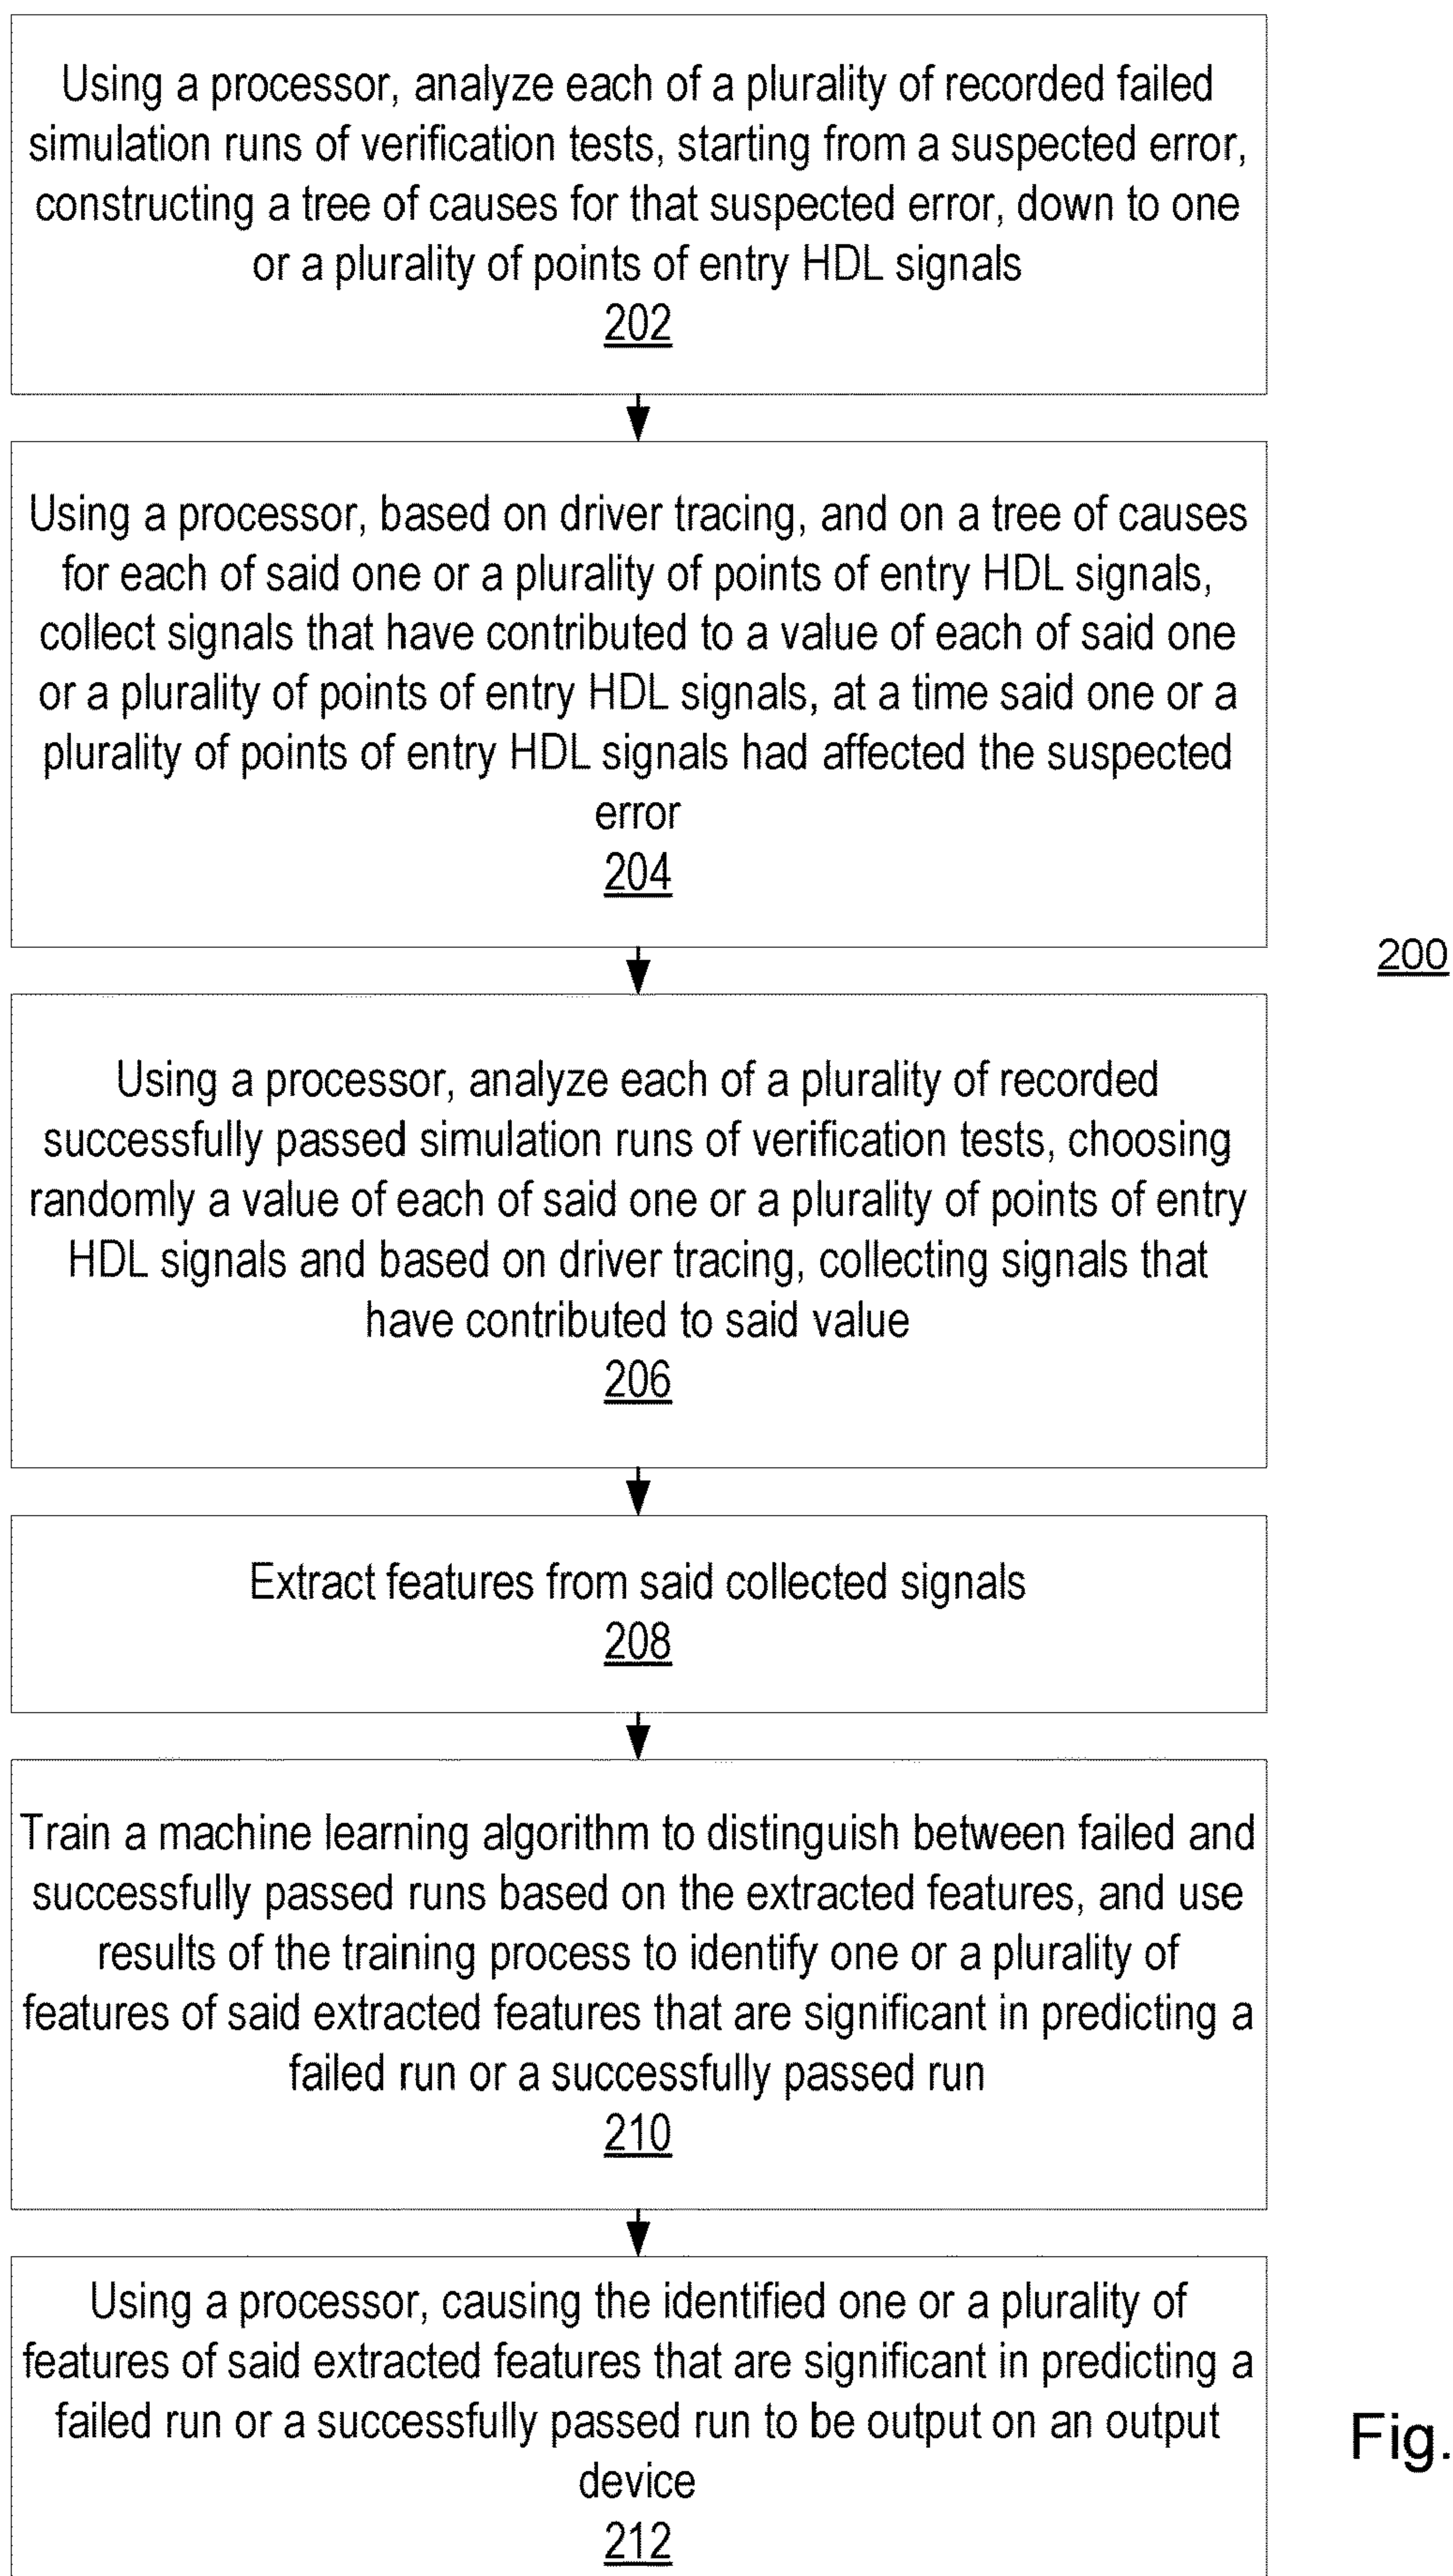 Using a processor, analyze each of a plurality of recorded failed
simulation runs of verification tests, starting from a suspected error,
constructing a tree of causes for that suspected error, down to one
or a plurality of points of entry HDL signals
202
Using a processor, based on driver tracing, and on a tree of causes
for each of said one or a plurality of points of entry HDL signals,
collect signals that have contributed to a value of each of said one
or a plurality of points of entry HDL signals, at a time said one or a
plurality of points of entry HDL signals had affected the suspected
error
204
200
Using a processor, analyze each of a plurality of recorded
successfully passed simulation runs of verification tests, choosing
randomly a value of each of said one or a plurality of points of entry
HDL signals and based on driver tracing, collecting signals that
have contributed to said value
206
Extract features from said collected signals
208
Train a machine learning algorithm to distinguish between failed and
successfully passed runs based on the extracted features, and use
results of the training process to identify one or a plurality of
features of said extracted features that are significant in predicting a
failed run or a successfully passed run
210
Using a processor, causing the identified one or a plurality of
features of said extracted features that are significant in predicting a
failed run or a successfully passed run to be output on an output
device
212
Fig.